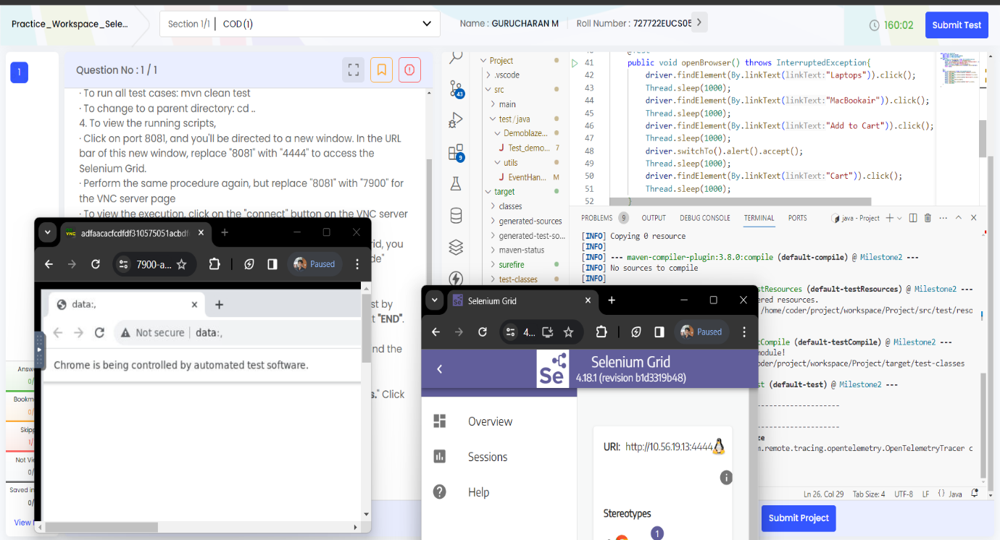 Practice_Workspace_Sele...
Section 1/1 | COD(1)
Name : GURUCHARAN M
Roll Number : 727722EUCS05
160:02
Submit Test
1
Question No : 1 / 1
· To run all test cases: mvn clean test
· To change to a parent directory: cd ..
4. To view the running scripts,
· Click on port 8081, and you'll be directed to a new window. In the URL
bar of this new window, replace "8081" with "4444" to access the
Selenium Grid.
· Perform the same procedure again, but replace "8081" with "7900" for
the VNC server page
· To view the execution, click on the "connect" button on the VNC server
rid, you
de"
st by
t "END".
nd the
s." Click
Answ
0/
Bookm
0/
Skipp
1/
Not Vie
0/
Saved in
0/
View
43
9
Project
.vscode
src
main
test/java
Demoblaze...
Test_demo... 7
utils
EventHan... M
target
classes
generated-sources
generated-test-so...
maven-status
surefire
test-classes
41 public void openBrowser() throws InterruptedException{
42 driver.findElement(By.linkText(linkText:"Laptops")).click();
43 Thread.sleep(1000);
44 driver.findElement(By.linkText(linkText:"MacBookair")).click();
45 Thread.sleep(1000);
46 driver.findElement(By.linkText(linkText:"Add to Cart")).click();
47 Thread.sleep(1000);
48 driver.switchTo().alert().accept();
49 Thread.sleep(1000);
50 driver.findElement(By.linkText(linkText:"Cart")).click();
51 Thread.sleep(1000);
52 }
PROBLEMS 9 OUTPUT DEBUG CONSOLE TERMINAL PORTS
java - Project
[INFO] Copying 0 resource
[INFO]
[INFO] --- maven-compiler-plugin:3.8.0:compile (default-compile) @ Milestone2 ---
[INFO] No sources to compile
[INFO]
stResources (default-testResources) @ Milestone2 ---
ered resources.
/home/coder/project/workspace/Project/src/test/reso
tCompile (default-testCompile) @ Milestone2 ---
module!
oder/project/workspace/Project/target/test-classes
st (default-test) @ Milestone2 ---
---------------------
---------------------
ze
m.remote.tracing.opentelemetry.OpenTelemetryTracer c
Ln 26, Col 29 Tab Size: 4 UTF-8 LF {} Java
Submit Project
VNC
adfaacacfcdfdf310575051acbdf
7900-a...
Paused
data:,
Not secure | data:,
Chrome is being controlled by automated test software.
Selenium Grid
4...
Paused
Se
Selenium Grid
4.18.1 (revision b1d3319b48)
Overview
Sessions
Help
URI: http://10.56.19.13:4444
Stereotypes
1